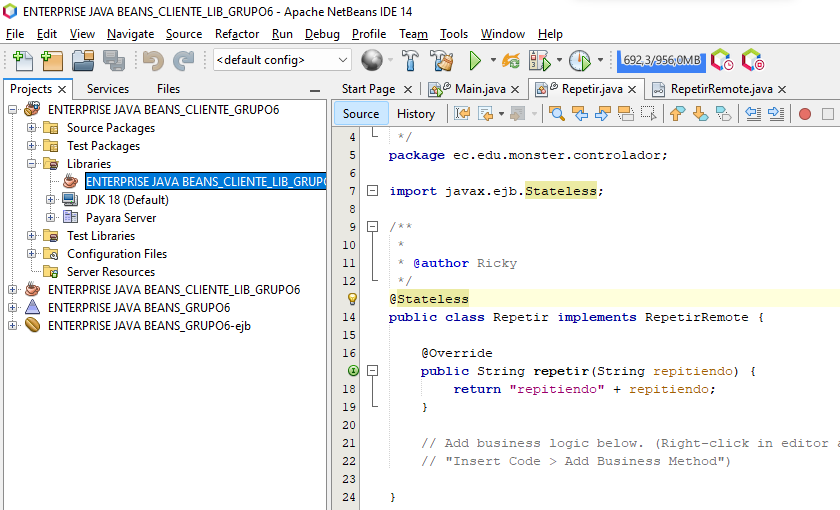 ENTERPRISE JAVA BEANS_CLIENTE_LIB_GRUPO6 - Apache NetBeans IDE 14
File Edit View Navigate Source Refactor Run Debug Profile Team Tools Window Help
<default config> 692,3/956,0MB
Projects Services Files
Start Page Main.java Repetir.java RepetirRemote.java
Source History
ENTERPRISE JAVA BEANS_CLIENTE_GRUPO6
Source Packages
Test Packages
Libraries
ENTERPRISE JAVA BEANS_CLIENTE_LIB_GRUPO
JDK 18 (Default)
Payara Server
Test Libraries
Configuration Files
Server Resources
ENTERPRISE JAVA BEANS_CLIENTE_LIB_GRUPO6
ENTERPRISE JAVA BEANS_GRUPO6
ENTERPRISE JAVA BEANS_GRUPO6-ejb
4 */
5 package ec.edu.monster.controlador;
6
7 import javax.ejb.Stateless;
8
9 /**
10 *
11 * @author Ricky
12 */
@Stateless
14 public class Repetir implements RepetirRemote {
15
16 @Override
public String repetir(String repitiendo) {
18 return "repitiendo" + repitiendo;
19 }
20
21 // Add business logic below. (Right-click in editor a
22 // "Insert Code > Add Business Method")
23
24 }